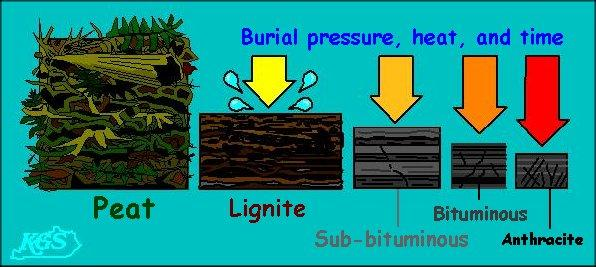 Burial pressure, heat, and time
Peat
Lignite
Sub-bituminous
Bituminous
Anthracite
KGS